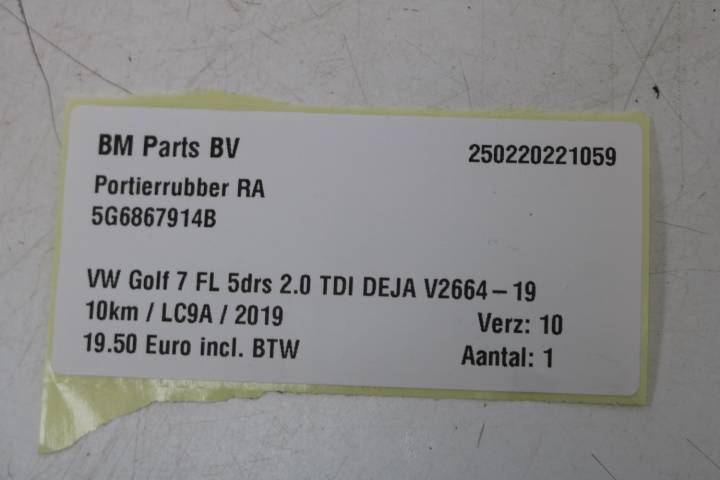 BM Parts BV 250220221059
Portierrubber RA
5G6867914B
VW Golf 7 FL 5drs 2.0 TDI DEJA V2664-19
10km / LC9A / 2019 Verz: 10
19.50 Euro incl. BTW Aantal: 1